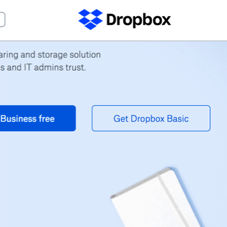 Dropbox
aring and storage solution
s and IT admins trust.
Business free
Get Dropbox Basic